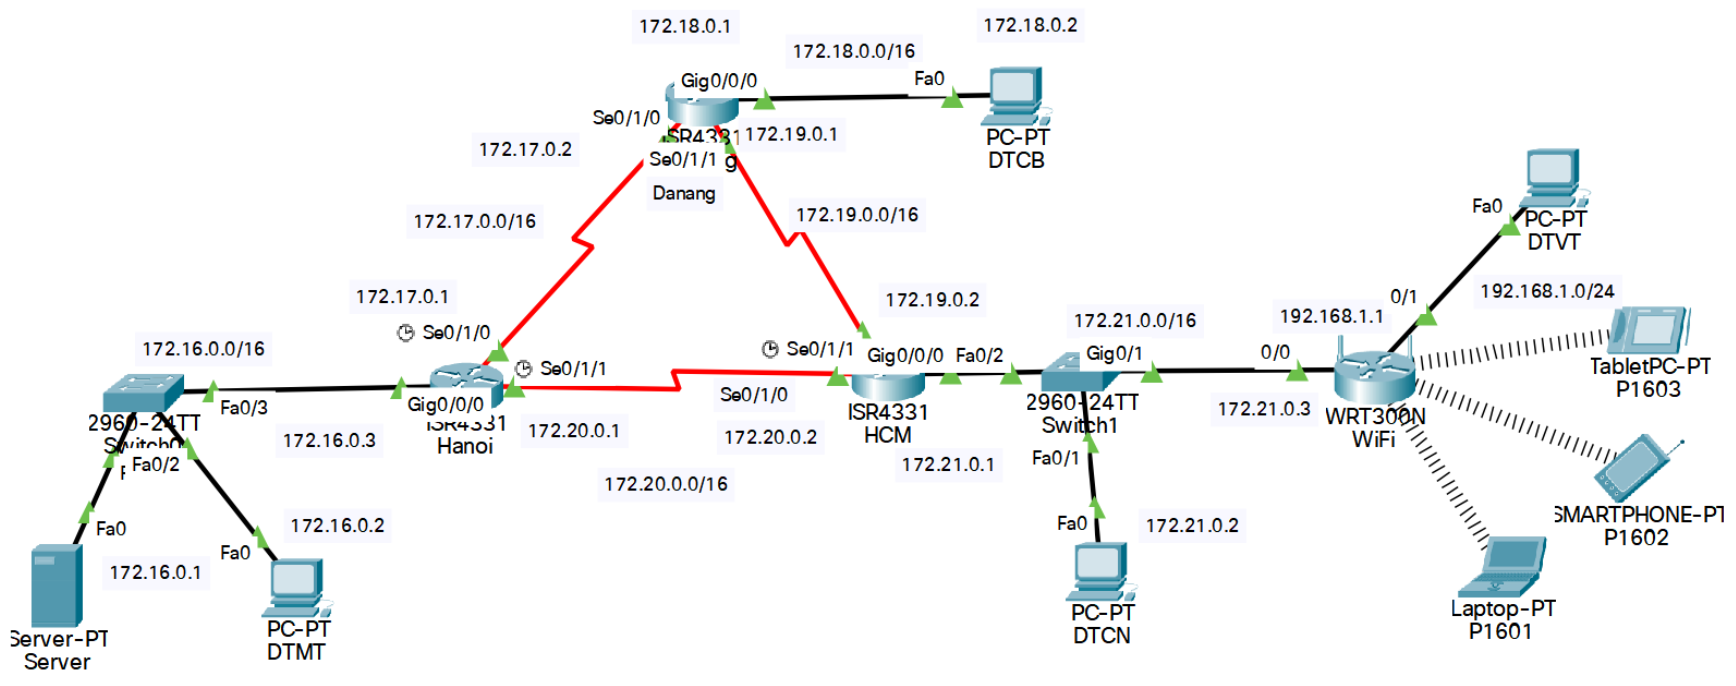 172.18.0.1
172.18.0.2
172.18.0.0/16
Gig0/0/0
Fa0
Se0/1/0
172.19.0.1
PC-PT
DTCB
172.17.0.2
Se0/1/1
Danang
172.17.0.0/16
172.19.0.0/16
Fa0
PC-PT
DTVT
172.17.0.1
Se0/1/0
172.19.0.2
0/1
192.168.1.0/24
192.168.1.1
172.16.0.0/16
Se0/1/1
Se0/1/1
Gig0/0/0
Fa0/2
172.21.0.0/16
Gig0/1
0/0
TabletPC-PT
P1603
Fa0/3
Gig0/0/0
Se0/1/0
ISR4331
HCM
2960-24TT
Switch1
172.21.0.3
WRT300N
WiFi
2960-24TT
Fa0/2
172.16.0.3
ISR4331
Hanoi
172.20.0.1
172.20.0.2
172.21.0.1
Fa0/1
172.20.0.0/16
Fa0
172.16.0.2
Fa0
172.21.0.2
SMARTPHONE-PT
P1602
Fa0
172.16.0.1
Server-PT
Server
PC-PT
DTMT
PC-PT
DTCN
Laptop-PT
P1601